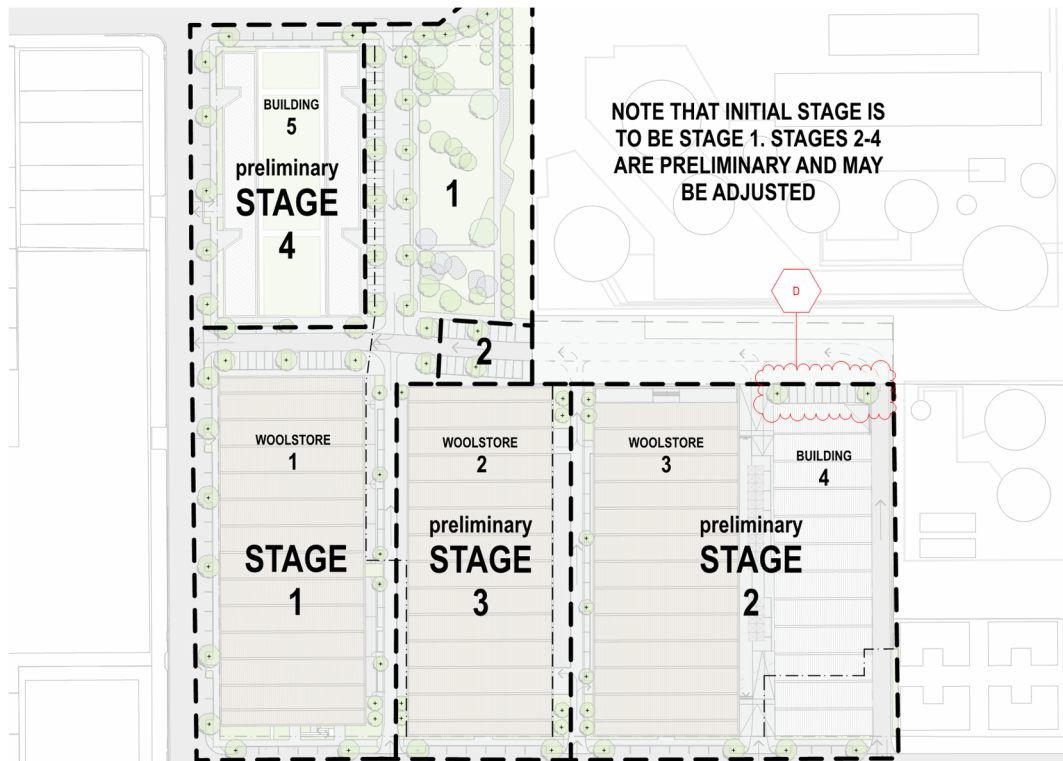 NOTE THAT INITIAL STAGE IS
TO BE STAGE 1. STAGES 2-4
ARE PRELIMINARY AND MAY
BE ADJUSTED
BUILDING
5
preliminary
STAGE
4
1
2
D
WOOLSTORE
1
STAGE
1
WOOLSTORE
2
preliminary
STAGE
3
WOOLSTORE
3
BUILDING
4
preliminary
STAGE
2